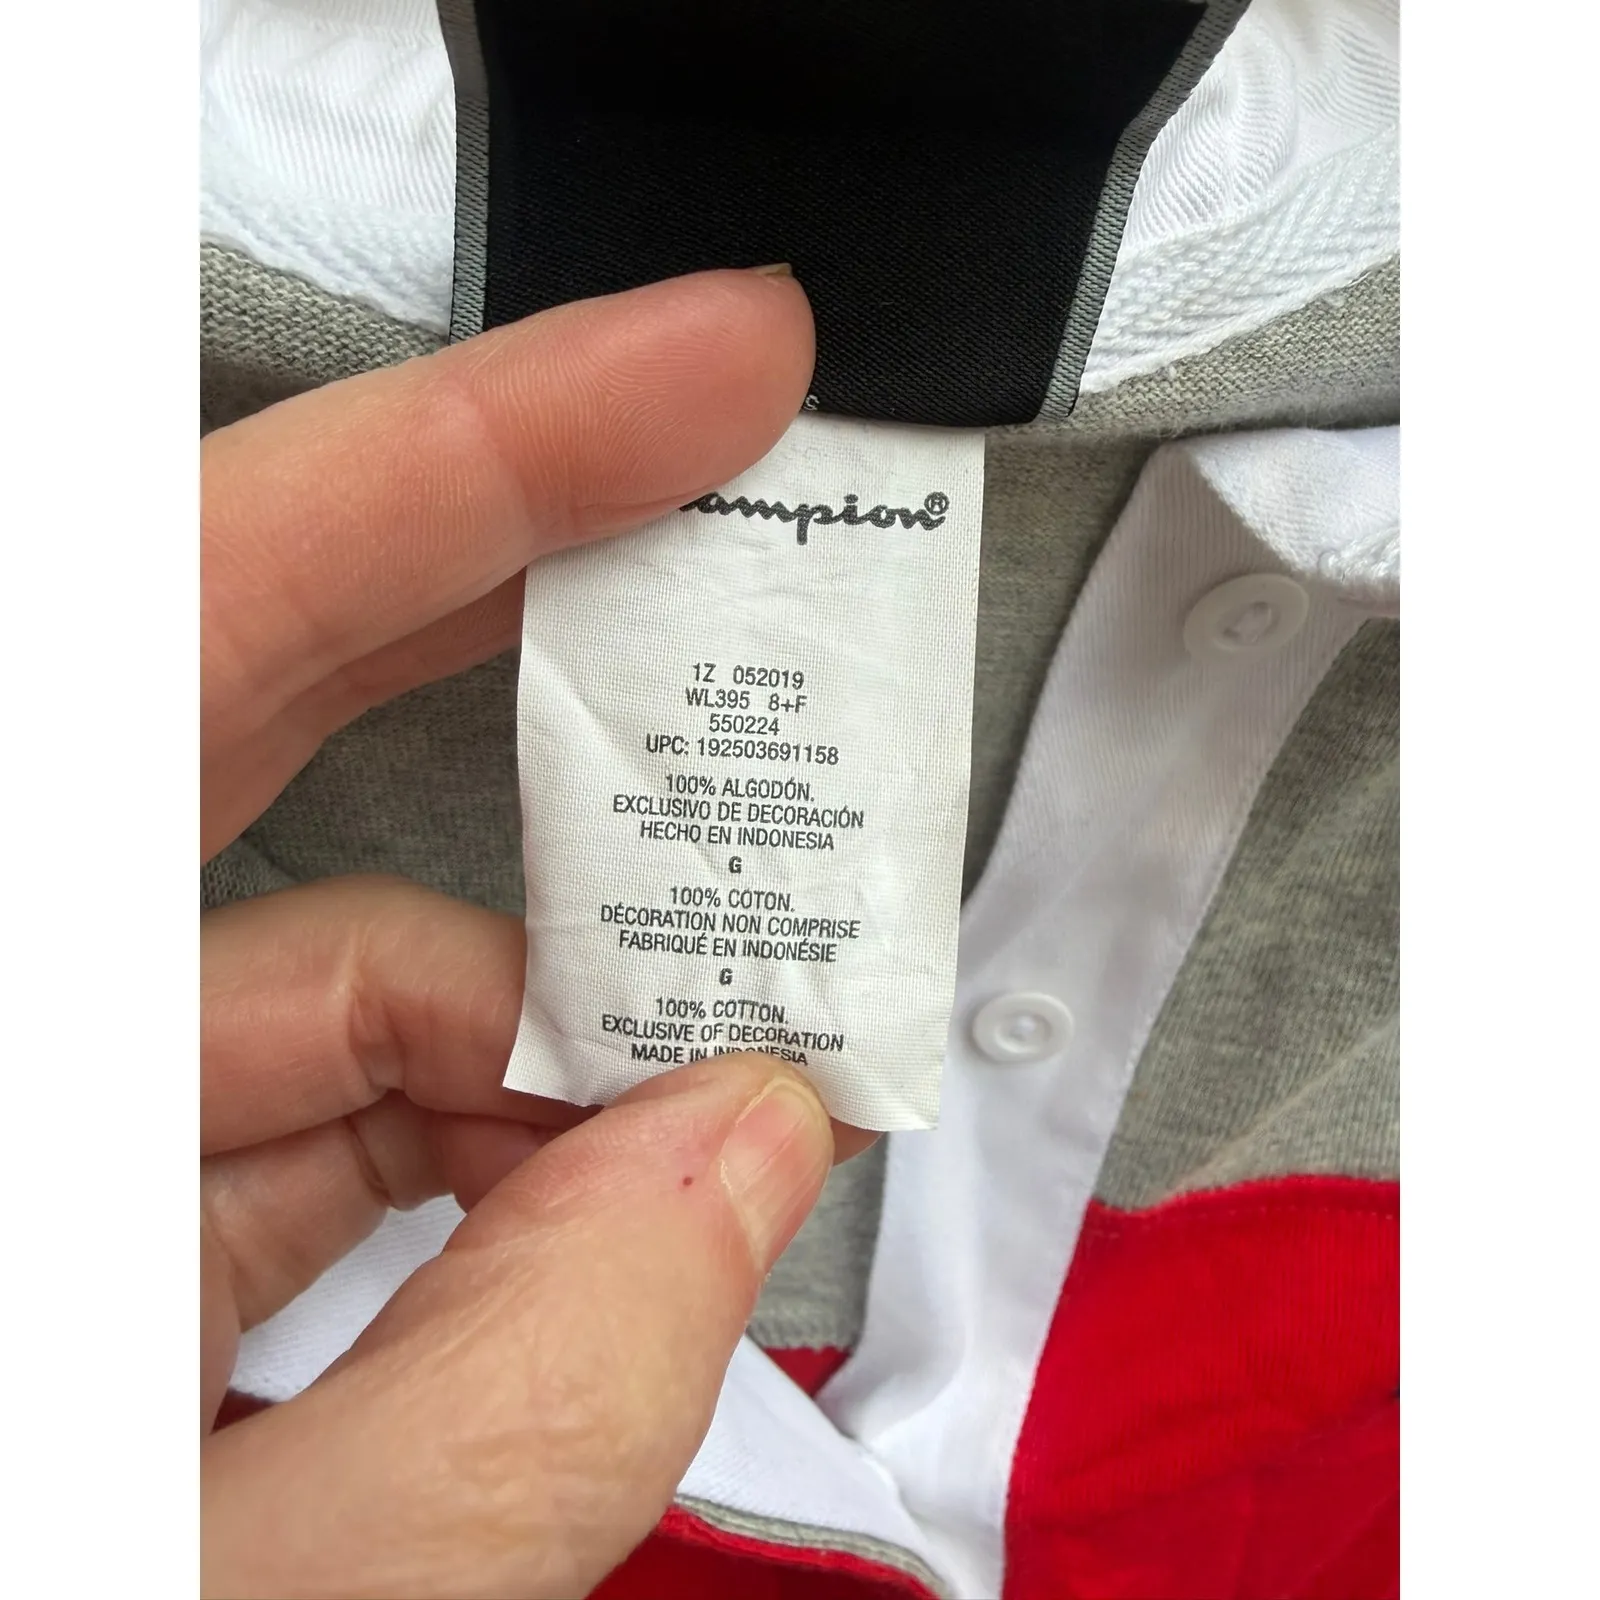 ampion®
1Z 052019
WL395 8+F
550224
UPC: 192503691158
100% ALGODÓN.
EXCLUSIVO DE DECORACIÓN
HECHO EN INDONESIA
G
100% COTON.
DÉCORATION NON COMPRISE
FABRIQUÉ EN INDONÉSIE
G
100% COTTON.
EXCLUSIVE OF DECORATION
MADE IN INDONESIA